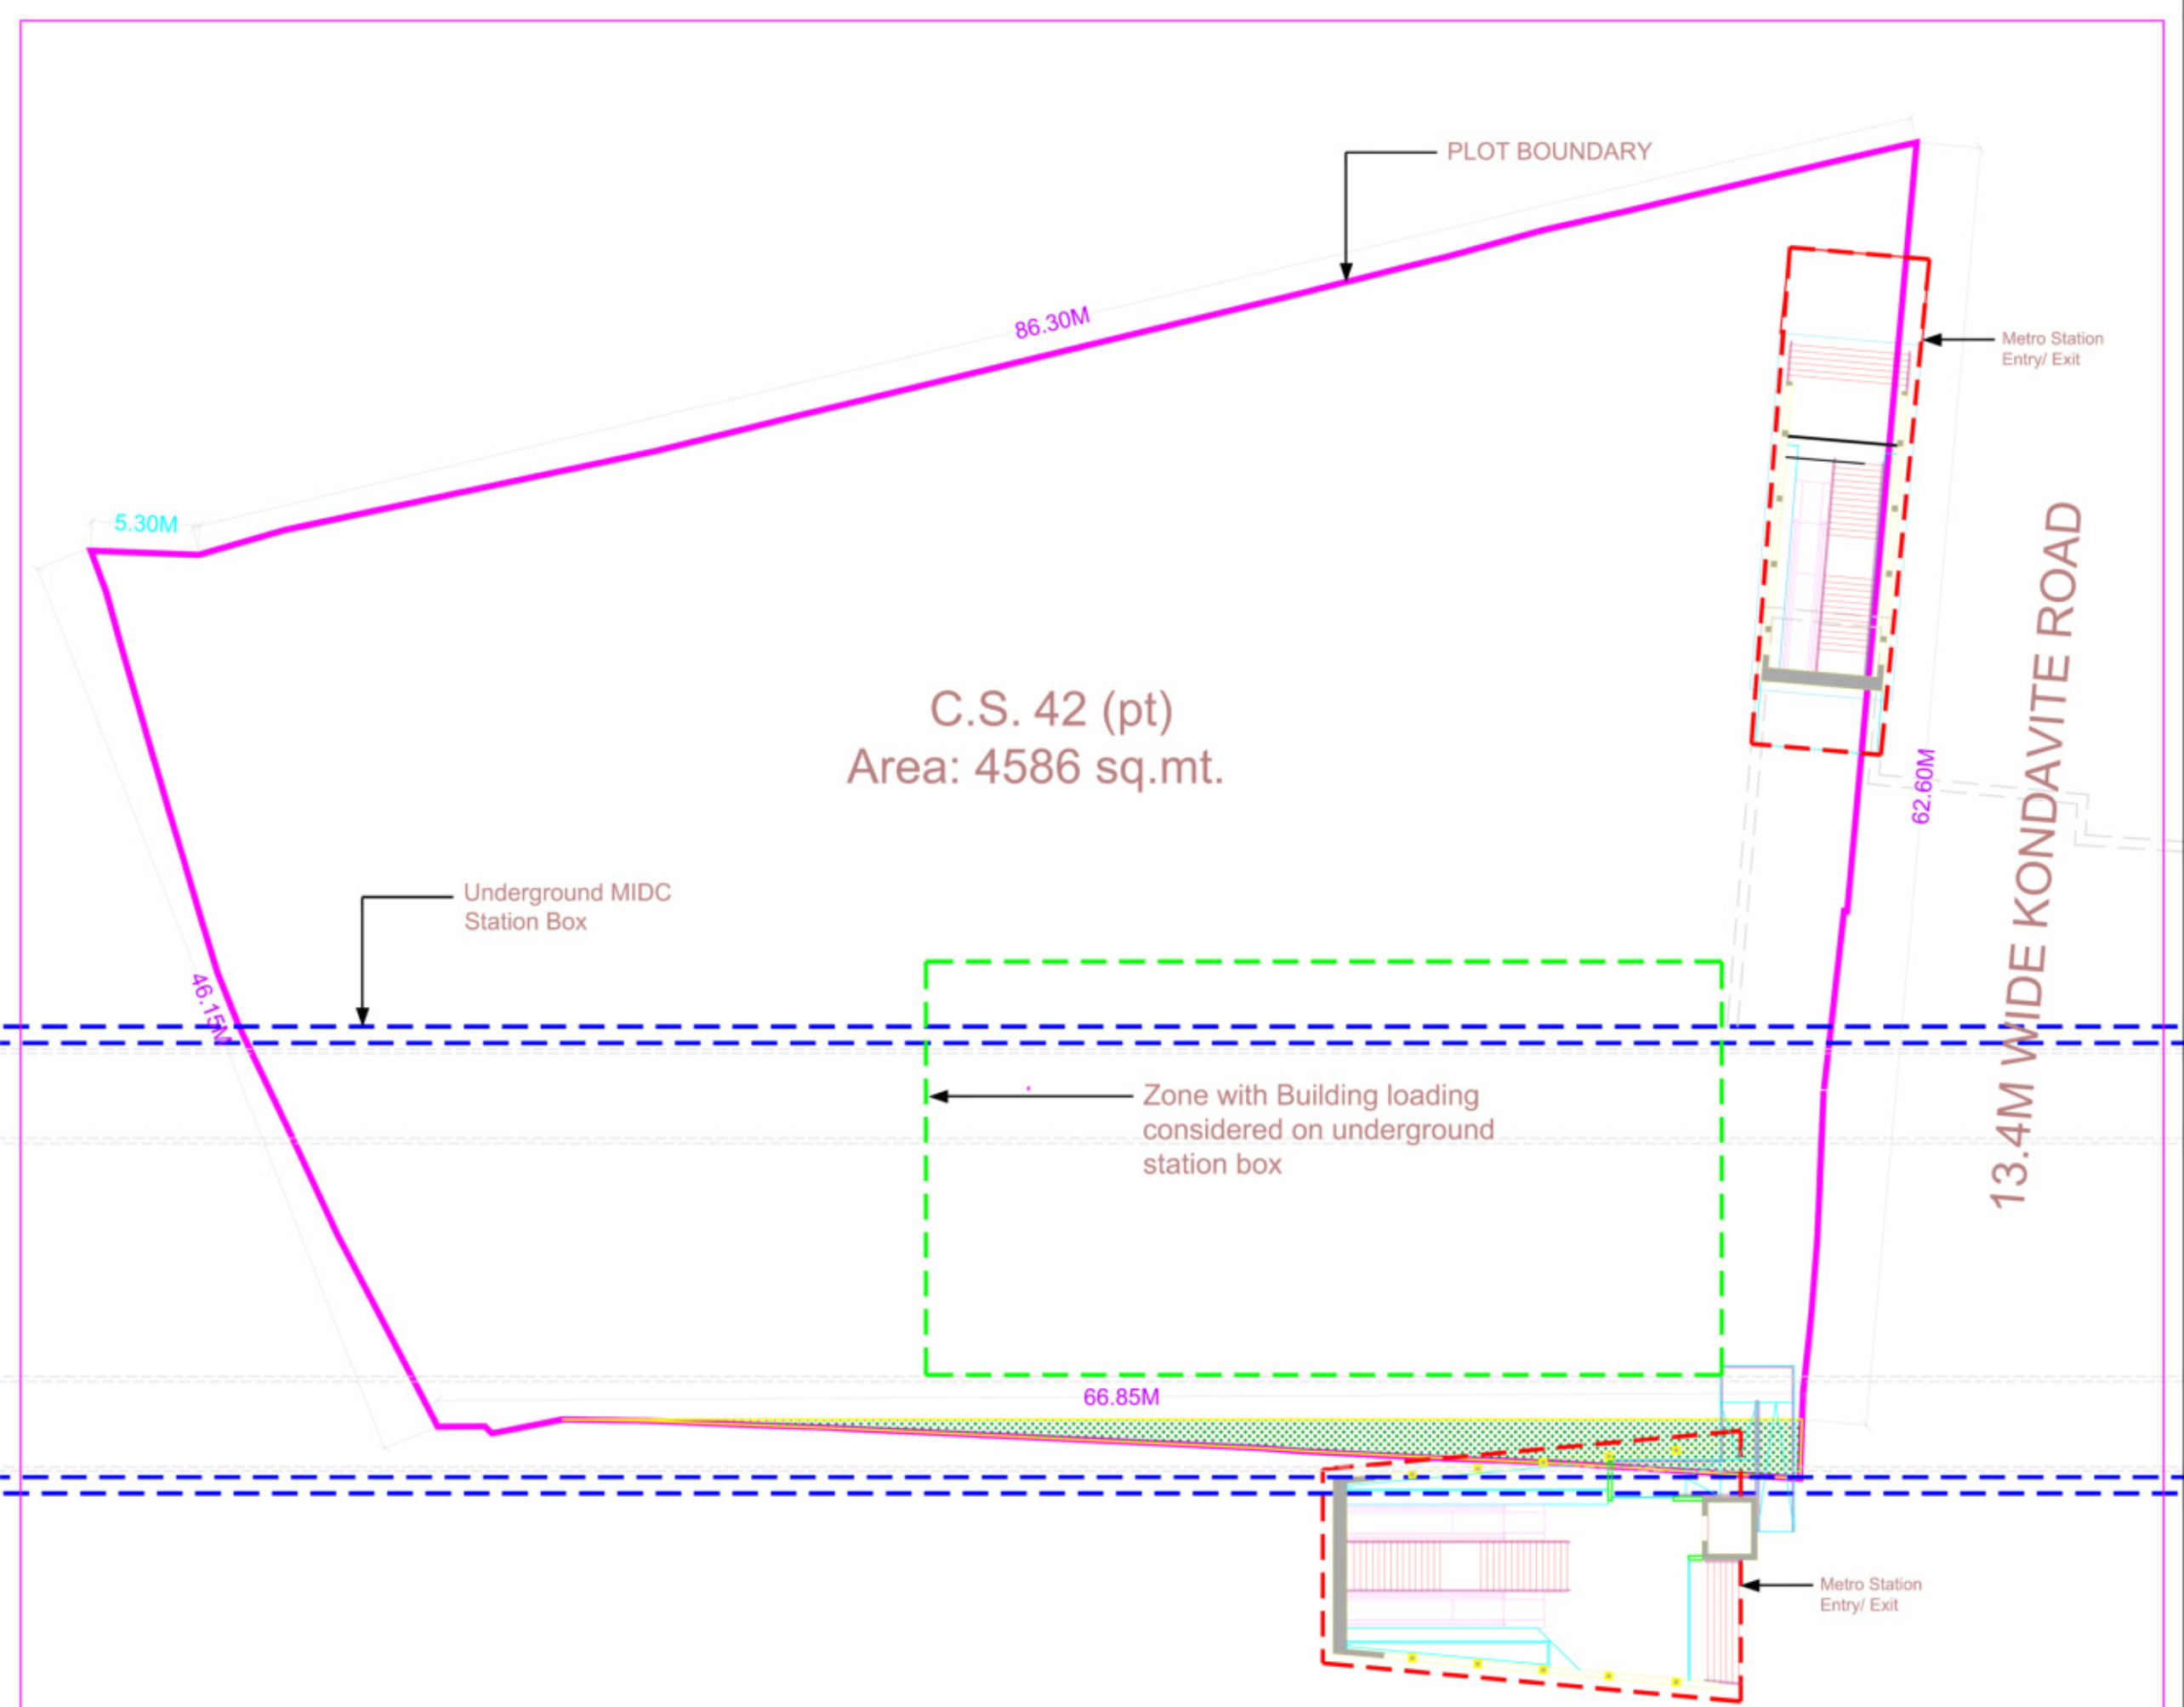 PLOT BOUNDARY
86.30M
Metro Station
Entry/ Exit
5.30M
C.S. 42 (pt)
Area: 4586 sq.mt.
62.60M
13.4M WIDE KONDAVITE ROAD
Underground MIDC
Station Box
46.15M
Zone with Building loading
considered on underground
station box
66.85M
Metro Station
Entry/ Exit